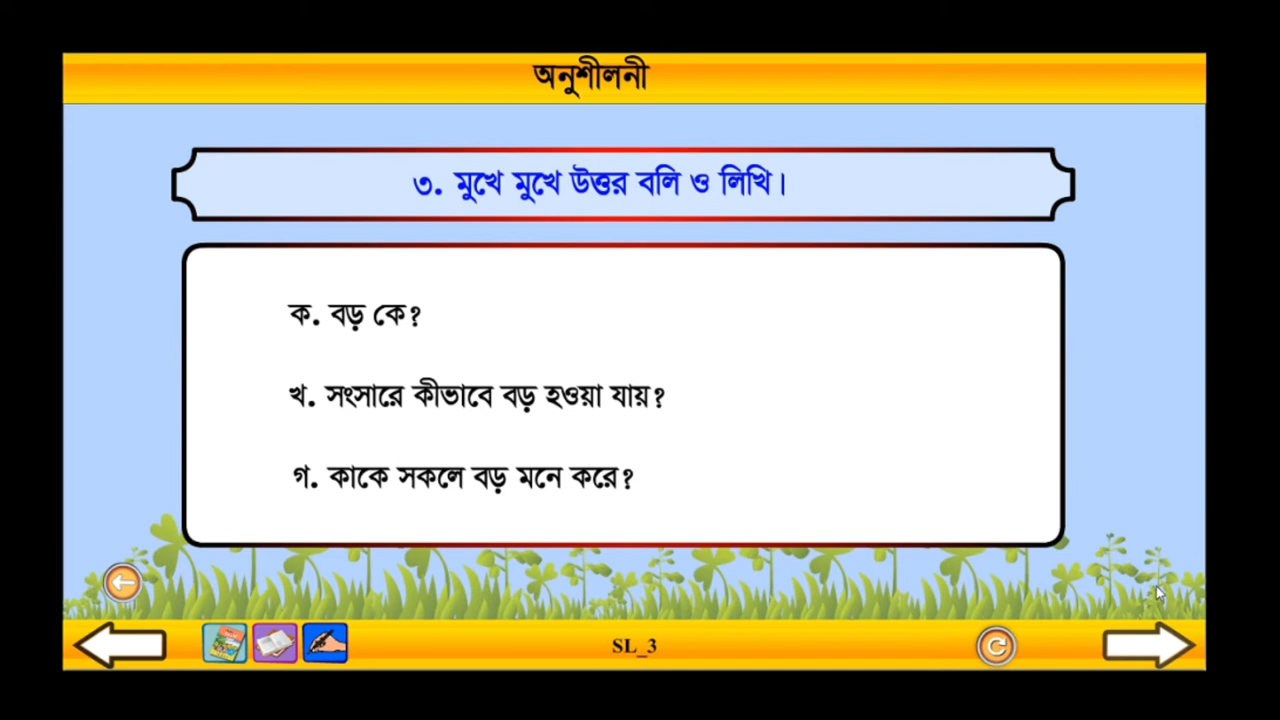 অনুশীলনী
৩. মুখে মুখে উত্তর বলি ও লিখি।
ক. বড় কে?
খ. সংসারে কীভাবে বড় হওয়া যায়?
গ. কাকে সকলে বড় মনে করে?
SL_3